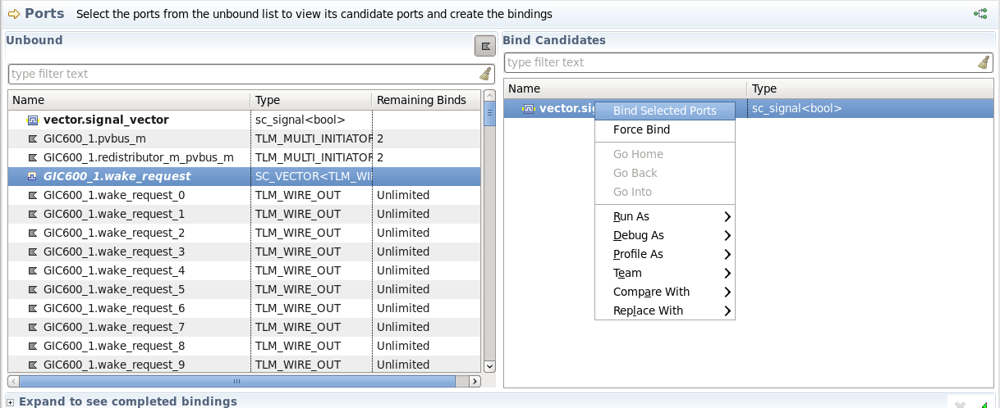 Ports Select the ports from the unbound list to view its candidate ports and create the bindings
Unbound
type filter text
Name Type Remaining Binds
vector.signal_vector sc_signal<bool>
GIC600_1.pvbus_m TLM_MULTI_INITIATOR 2
GIC600_1.redistributor_m_pvbus_m TLM_MULTI_INITIATOR 2
GIC600_1.wake_request SC_VECTOR<TLM_WI
GIC600_1.wake_request_0 TLM_WIRE_OUT Unlimited
GIC600_1.wake_request_1 TLM_WIRE_OUT Unlimited
GIC600_1.wake_request_2 TLM_WIRE_OUT Unlimited
GIC600_1.wake_request_3 TLM_WIRE_OUT Unlimited
GIC600_1.wake_request_4 TLM_WIRE_OUT Unlimited
GIC600_1.wake_request_5 TLM_WIRE_OUT Unlimited
GIC600_1.wake_request_6 TLM_WIRE_OUT Unlimited
GIC600_1.wake_request_7 TLM_WIRE_OUT Unlimited
GIC600_1.wake_request_8 TLM_WIRE_OUT Unlimited
GIC600_1.wake_request_9 TLM_WIRE_OUT Unlimited
Bind Candidates
type filter text
Name Type
vector.sig sc_signal<bool>
Bind Selected Ports
Force Bind
Go Home
Go Back
Go Into
Run As
Debug As
Profile As
Team
Compare With
Replace With
Expand to see completed bindings